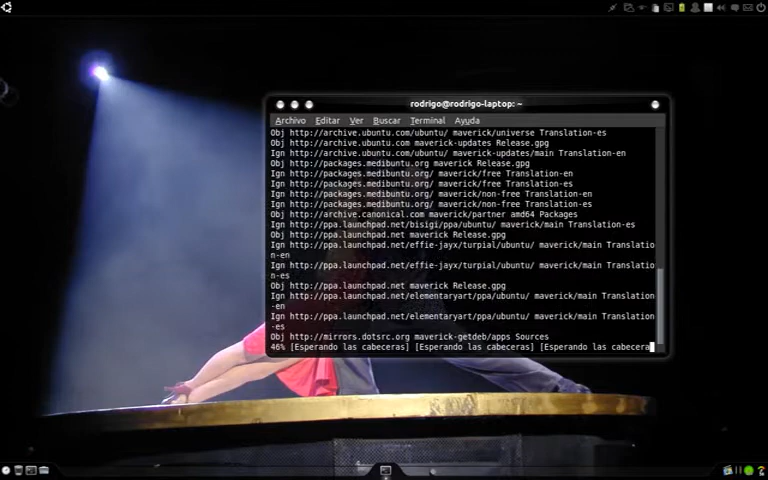 rodrigo@rodrigo-laptop: ~
Archivo Editar Ver Buscar Terminal Ayuda
Obj http://archive.ubuntu.com/ubuntu/ maverick/universe Translation-es
Obj http://archive.ubuntu.com maverick-updates Release.gpg
Ign http://archive.ubuntu.com/ubuntu/ maverick-updates/main Translation-en
Obj http://packages.medibuntu.org maverick Release.gpg
Ign http://packages.medibuntu.org/ maverick/free Translation-en
Ign http://packages.medibuntu.org/ maverick/free Translation-es
Ign http://packages.medibuntu.org/ maverick/non-free Translation-en
Ign http://packages.medibuntu.org/ maverick/non-free Translation-es
Obj http://archive.canonical.com maverick/partner amd64 Packages
Ign http://ppa.launchpad.net/bisigi/ppa/ubuntu/ maverick/main Translation-es
Obj http://ppa.launchpad.net maverick Release.gpg
Ign http://ppa.launchpad.net/effie-jayx/turpial/ubuntu/ maverick/main Translatio
n-en
Ign http://ppa.launchpad.net/effie-jayx/turpial/ubuntu/ maverick/main Translatio
n-es
Obj http://ppa.launchpad.net maverick Release.gpg
Ign http://ppa.launchpad.net/elementaryart/ppa/ubuntu/ maverick/main Translation
-en
Ign http://ppa.launchpad.net/elementaryart/ppa/ubuntu/ maverick/main Translation
-es
Obj http://mirrors.dotsrc.org maverick-getdeb/apps Sources
46% [Esperando las cabeceras] [Esperando las cabeceras] [Esperando las cabecera